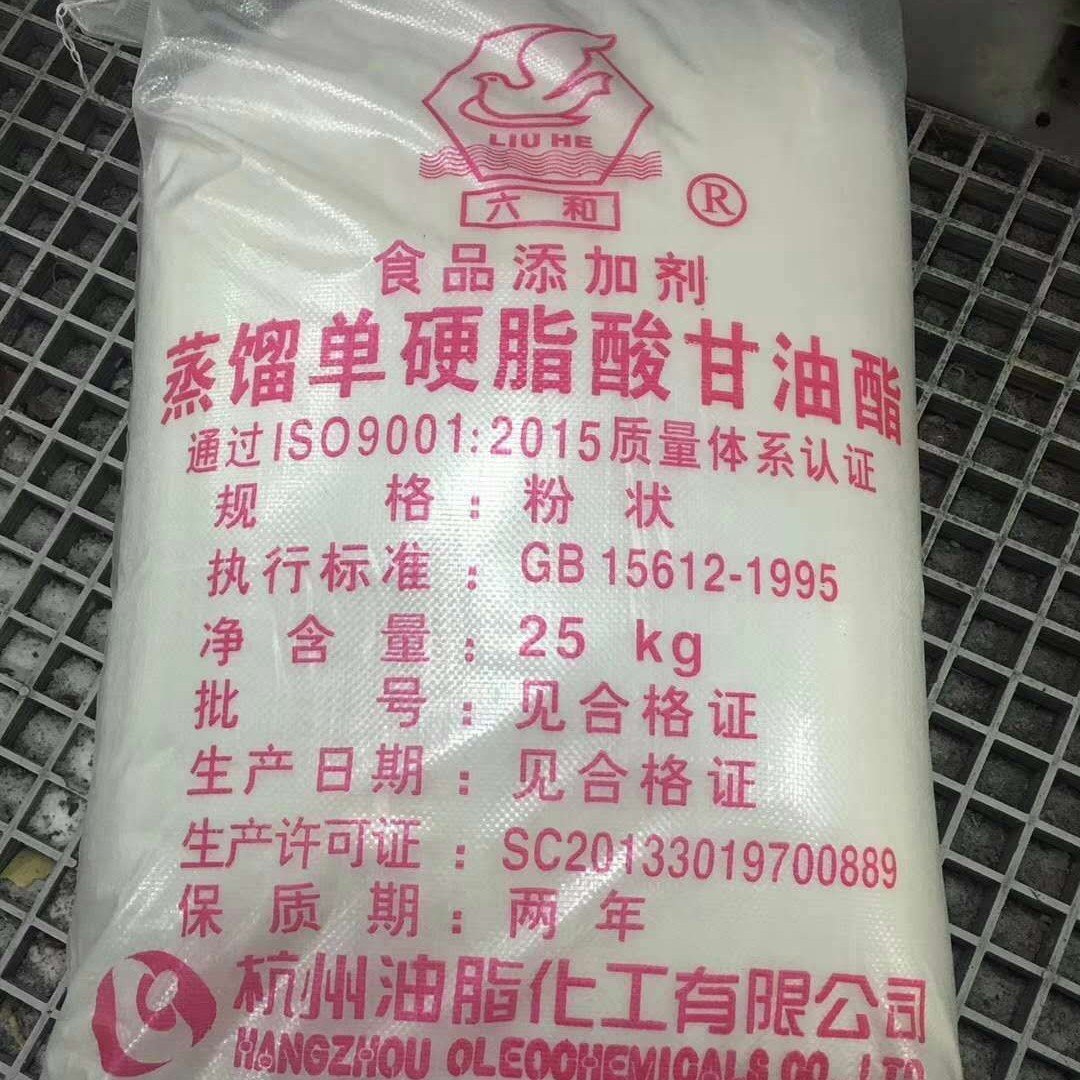 LIU HE
六和
®
食品添加剂
蒸馏单硬脂酸甘油酯
通过ISO9001:2015质量体系认证
规格：粉状
执行标准：GB 15612-1995
净含量：25 kg
批号：见合格证
生产日期：见合格证
生产许可证：SC20133019700889
保质期：两年
杭州油脂化工有限公司
HANGZHOU OLEOCHEMICALS CO., LTD